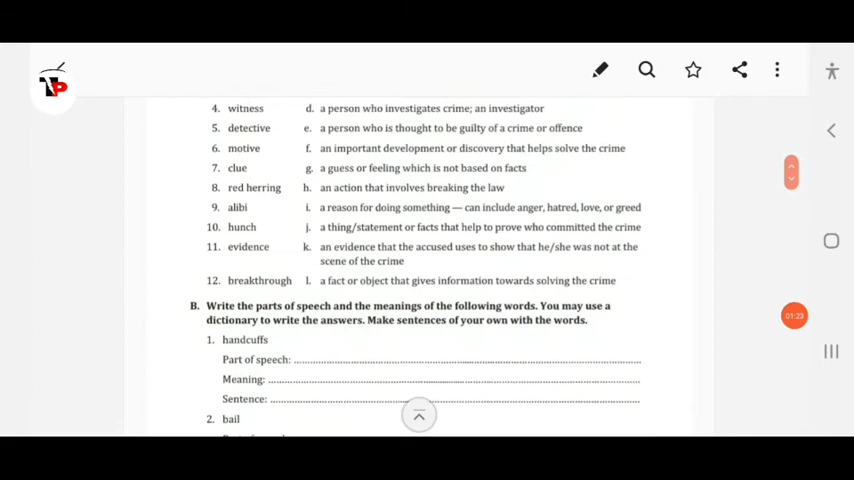 TP
4. witness d. a person who investigates crime; an investigator
5. detective e. a person who is thought to be guilty of a crime or offence
6. motive f. an important development or discovery that helps solve the crime
7. clue g. a guess or feeling which is not based on facts
8. red herring h. an action that involves breaking the law
9. alibi i. a reason for doing something — can include anger, hatred, love, or greed
10. hunch j. a thing/statement or facts that help to prove who committed the crime
11. evidence k. an evidence that the accused uses to show that he/she was not at the
scene of the crime
12. breakthrough l. a fact or object that gives information towards solving the crime
B. Write the parts of speech and the meanings of the following words. You may use a
dictionary to write the answers. Make sentences of your own with the words.
1. handcuffs
Part of speech:
Meaning:
Sentence:
2. bail
01:23